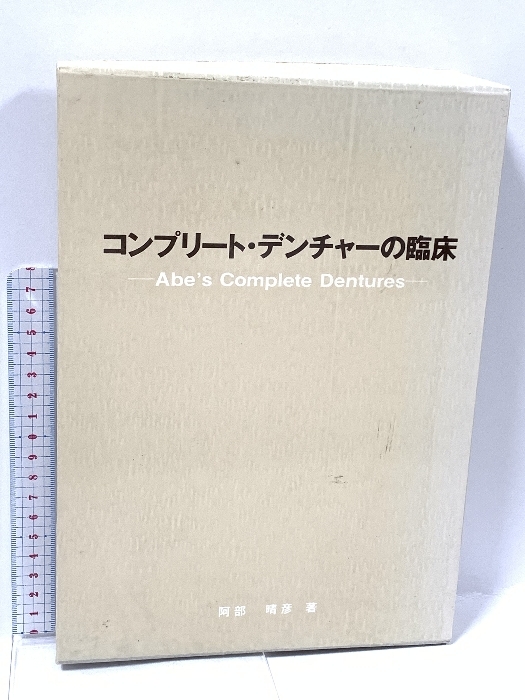 コンプリート・デンチャーの臨床
—Abe's Complete Dentures—
阿部 晴彦 著